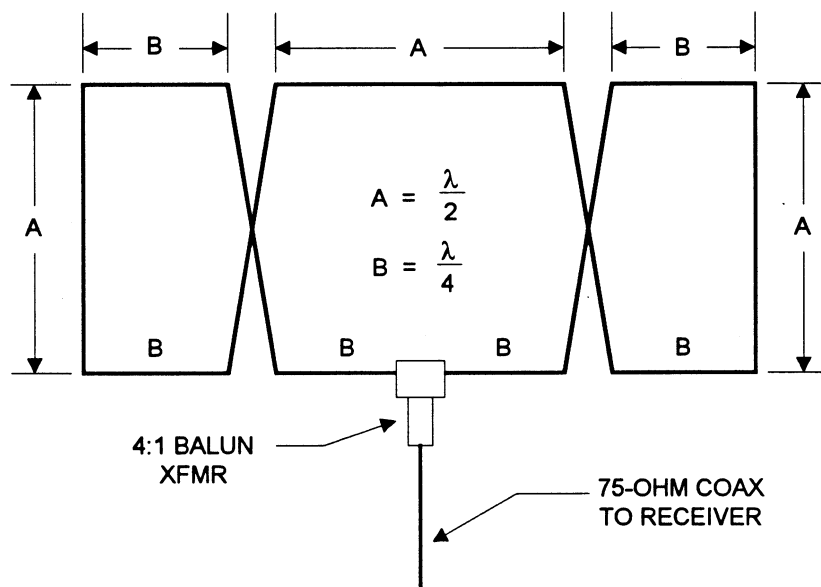 B A B
A A
A = λ/2
B = λ/4
B B B B
4:1 BALUN
XFMR
75-OHM COAX
TO RECEIVER